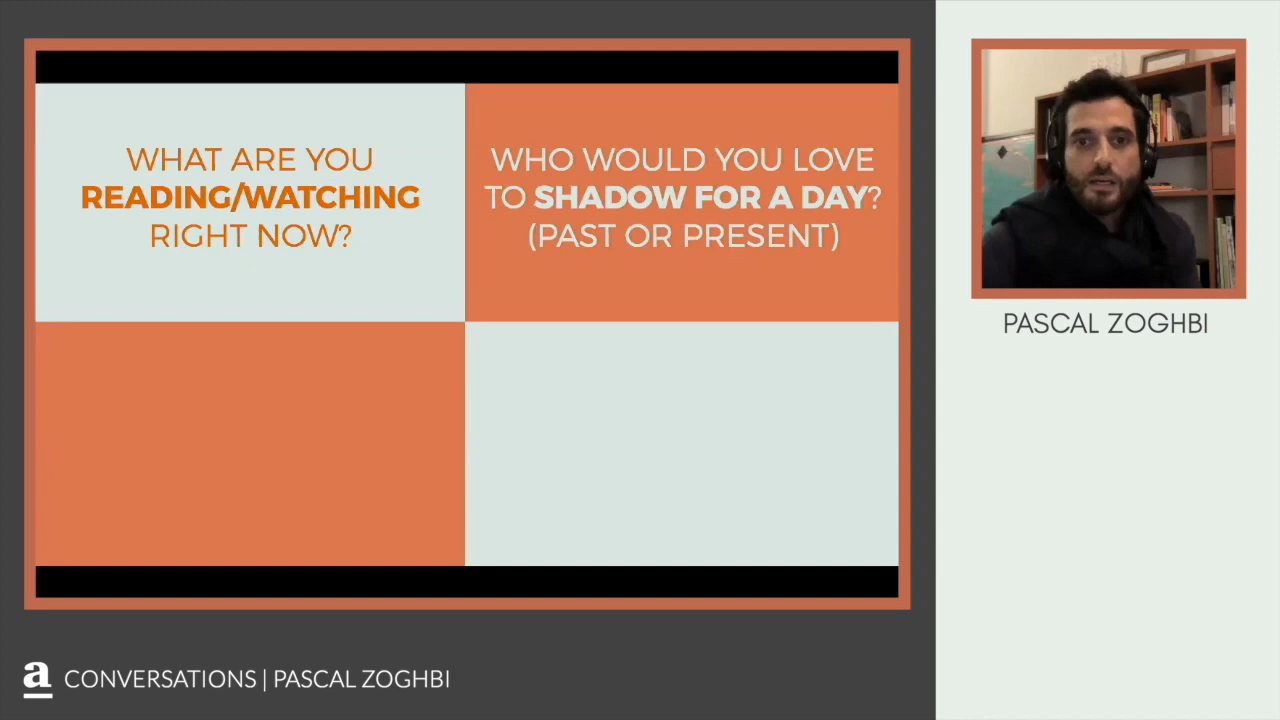 WHAT ARE YOU
READING/WATCHING
RIGHT NOW?
WHO WOULD YOU LOVE
TO SHADOW FOR A DAY?
(PAST OR PRESENT)
PASCAL ZOGHBI
a CONVERSATIONS | PASCAL ZOGHBI